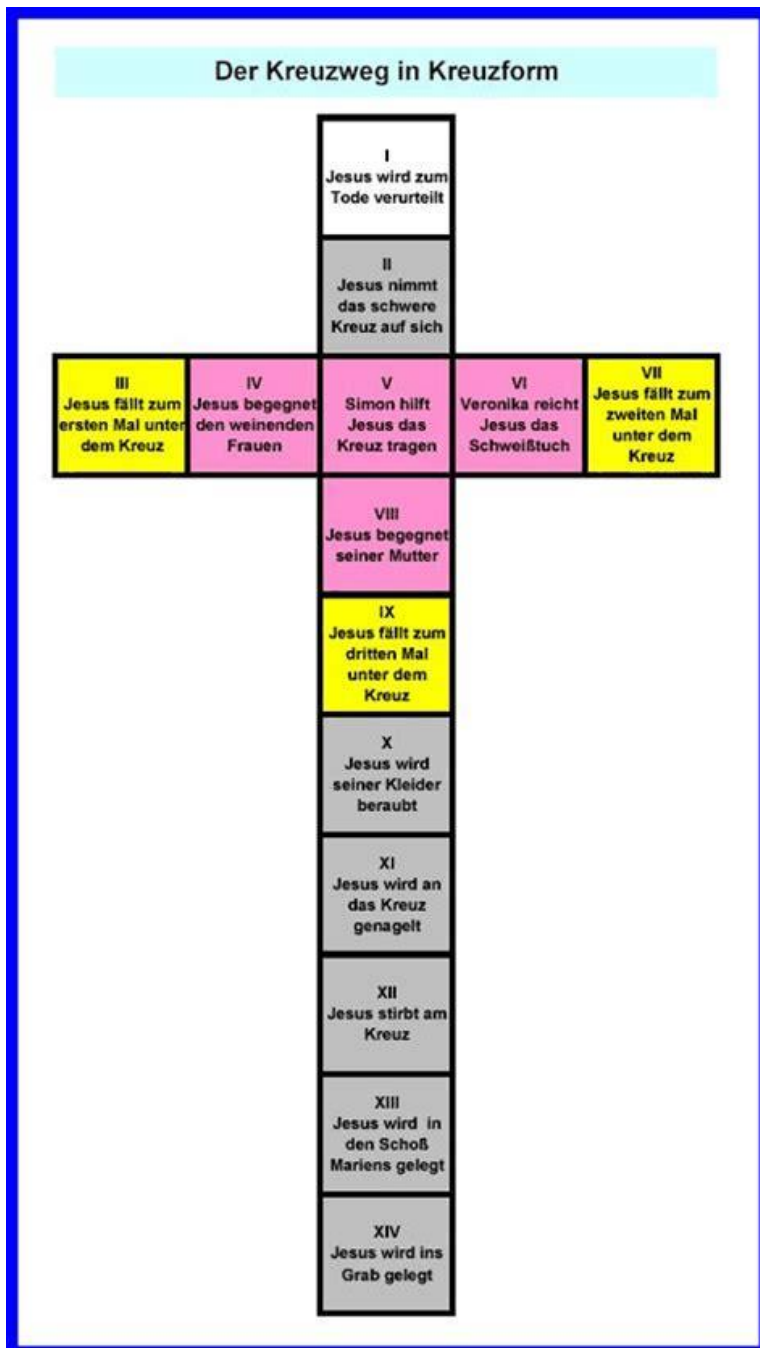 Der Kreuzweg in Kreuzform
I
Jesus wird zum
Tode verurteilt
II
Jesus nimmt
das schwere
Kreuz auf sich
III
Jesus fällt zum
ersten Mal unter
dem Kreuz
IV
Jesus begegnet
den weinenden
Frauen
V
Simon hilft
Jesus das
Kreuz tragen
VI
Veronika reicht
Jesus das
Schweißtuch
VII
Jesus fällt zum
zweiten Mal
unter dem
Kreuz
VIII
Jesus begegnet
seiner Mutter
IX
Jesus fällt zum
dritten Mal
unter dem
Kreuz
X
Jesus wird
seiner Kleider
beraubt
XI
Jesus wird an
das Kreuz
genagelt
XII
Jesus stirbt am
Kreuz
XIII
Jesus wird in
den Schoß
Mariens gelegt
XIV
Jesus wird ins
Grab gelegt